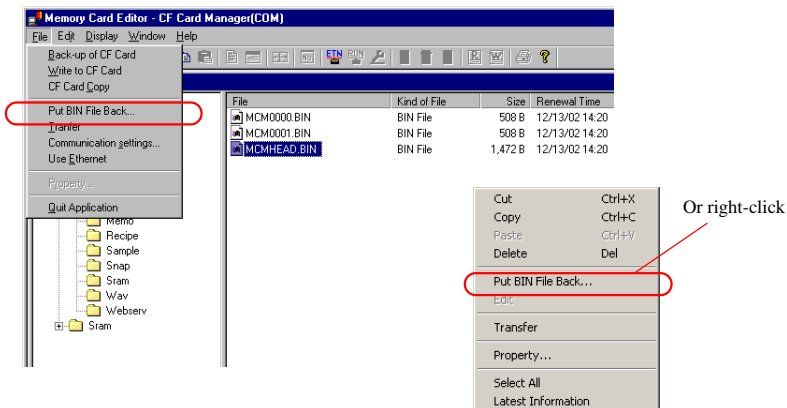 Memory Card Editor - CF Card Manager(COM)
File Edit Display Window Help
Back-up of CF Card
Write to CF Card
CF Card Copy
Put BIN File Back...
Tranfer
Communication settings...
Use Ethernet
Property...
Quit Application
ETN
K W ?
File Kind of File Size Renewal Time
MCM0000.BIN BIN File 508 B 12/13/02 14:20
MCM0001.BIN BIN File 508 B 12/13/02 14:20
MCMHEAD.BIN BIN File 1,472 B 12/13/02 14:20
Memo
Recipe
Sample
Snap
Sram
Wav
Webserv
Sram
Cut Ctrl+X
Copy Ctrl+C
Paste Ctrl+V
Delete Del
Put BIN File Back...
Edit
Transfer
Property...
Select All
Latest Information
Or right-click